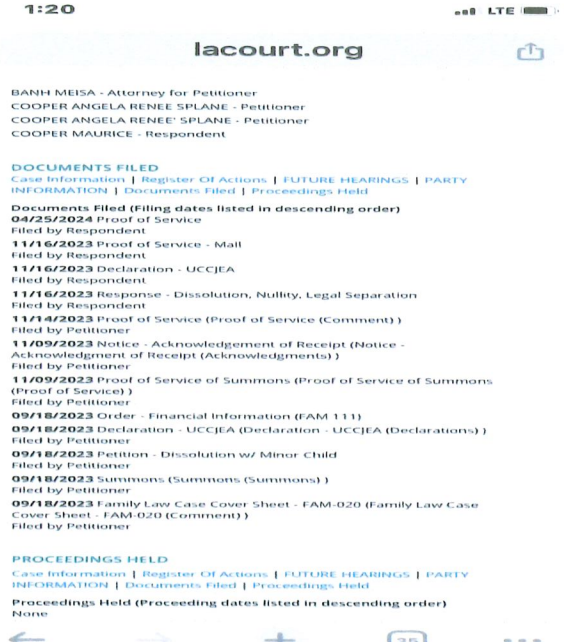 1:20
LTE
lacourt.org
BANH MEISA - Attorney for Petitioner
COOPER ANGELA RENEE SPLANE - Petitioner
COOPER ANGELA RENEE' SPLANE - Petitioner
COOPER MAURICE - Respondent
DOCUMENTS FILED
Case Information | Register Of Actions | FUTURE HEARINGS | PARTY
INFORMATION | Documents Filed | Proceedings Held
Documents Filed (Filing dates listed in descending order)
04/25/2024 Proof of Service
Filed by Respondent
11/16/2023 Proof of Service - Mail
Filed by Respondent
11/16/2023 Declaration - UCCJEA
Filed by Respondent
11/16/2023 Response - Dissolution, Nullity, Legal Separation
Filed by Respondent
11/14/2023 Proof of Service (Proof of Service (Comment) )
Filed by Petitioner
11/09/2023 Notice - Acknowledgement of Receipt (Notice -
Acknowledgment of Receipt (Acknowledgments) )
Filed by Petitioner
11/09/2023 Proof of Service of Summons (Proof of Service of Summons
(Proof of Service) )
Filed by Petitioner
09/18/2023 Order - Financial Information (FAM 111)
09/18/2023 Declaration - UCCJEA (Declaration - UCCJEA (Declarations) )
Filed by Petitioner
09/18/2023 Petition - Dissolution w/ Minor Child
Filed by Petitioner
09/18/2023 Summons (Summons (Summons) )
Filed by Petitioner
09/18/2023 Family Law Case Cover Sheet - FAM-020 (Family Law Case
Cover Sheet - FAM-020 (Comment) )
Filed by Petitioner
PROCEEDINGS HELD
Case Information | Register Of Actions | FUTURE HEARINGS | PARTY
INFORMATION | Documents Filed | Proceedings Held
Proceedings Held (Proceeding dates listed in descending order)
None